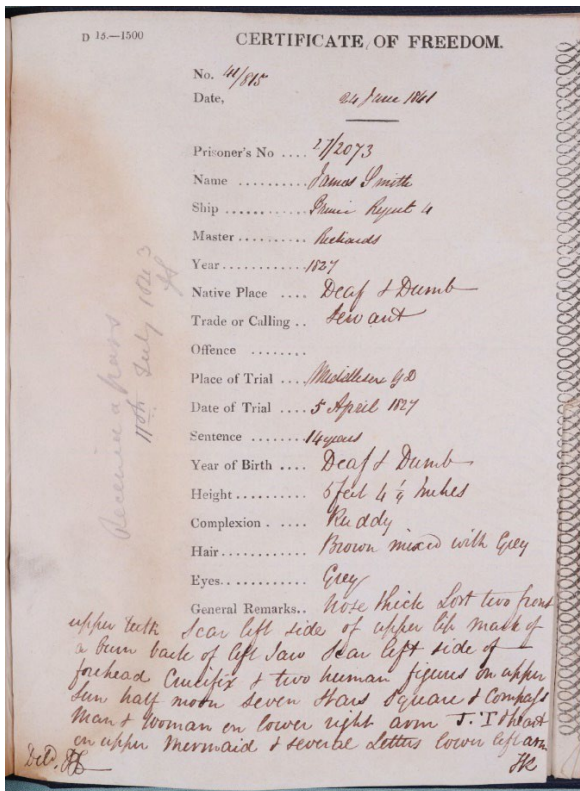 D 15.—1500
CERTIFICATE OF FREEDOM.
No. 41/815
Date, 24 June 1841
Prisoner's No .... 27/2073
Name .......... James Smith
Ship ........... Prince Regent 4
Master .......... Richards
Year ............ 1827
Native Place .... Deaf & Dumb
Trade or Calling .. Servant
Offence ........
Place of Trial .... Middlesex GD
Date of Trial .... 5 April 1827
Sentence ........ 14 years
Year of Birth .... Deaf & Dumb
Height .......... 5 feet 4 ¼ Inches
Complexion . ..... Ruddy
Hair ............ Brown mixed with Grey
Eyes ............ Grey
General Remarks .. Nose thick Lost two front
upper teeth Scar left side of upper lip mark of
a burn back of left Jaw Scar left side of
forehead Crucifix & two human figures on upper
Sun half moon Seven Stars Square & Compass
Man & Woman on lower right arm J. T & heart
on upper Mermaid & several Letters lower left arm
Deld.
Received a pass
July 1843